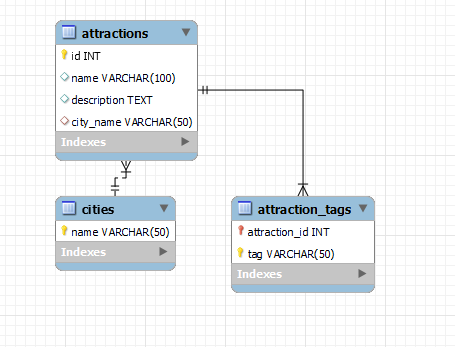 attractions
id INT
name VARCHAR(100)
description TEXT
city_name VARCHAR(50)
Indexes
cities
name VARCHAR(50)
Indexes
attraction_tags
attraction_id INT
tag VARCHAR(50)
Indexes